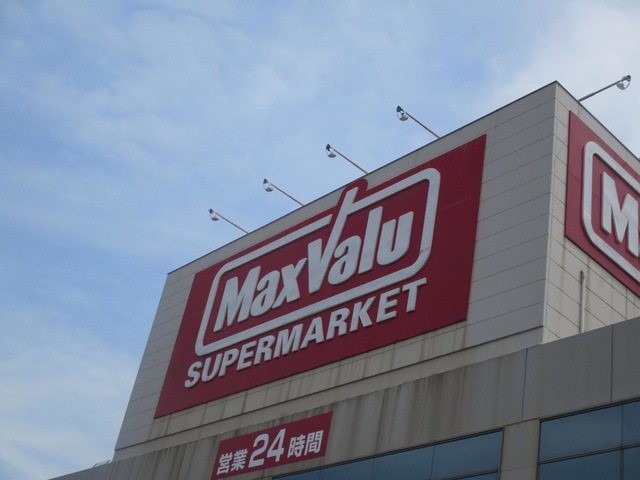 MaxValu
SUPERMARKET
営業24時間
M